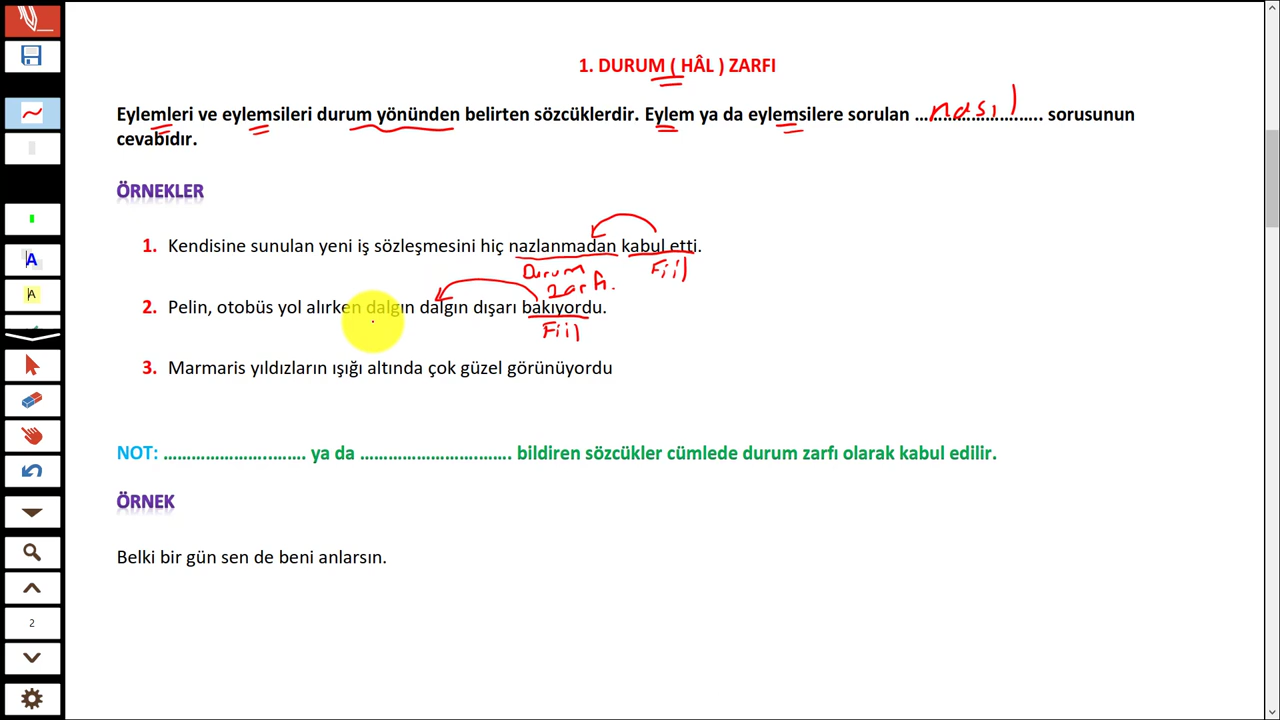 1. DURUM ( HÂL ) ZARFI
Eylemleri ve eylemsileri durum yönünden belirten sözcüklerdir. Eylem ya da eylemsilere sorulan ...nasıl... sorusunun
cevabıdır.
ÖRNEKLER
1. Kendisine sunulan yeni iş sözleşmesini hiç nazlanmadan kabul etti.
Durum Zarfı. Fiil
2. Pelin, otobüs yol alırken dalgın dalgın dışarı bakıyordu.
Fiil
3. Marmaris yıldızların ışığı altında çok güzel görünüyordu
NOT: ............................. ya da ................................ bildiren sözcükler cümlede durum zarfı olarak kabul edilir.
ÖRNEK
Belki bir gün sen de beni anlarsın.
A
A
2